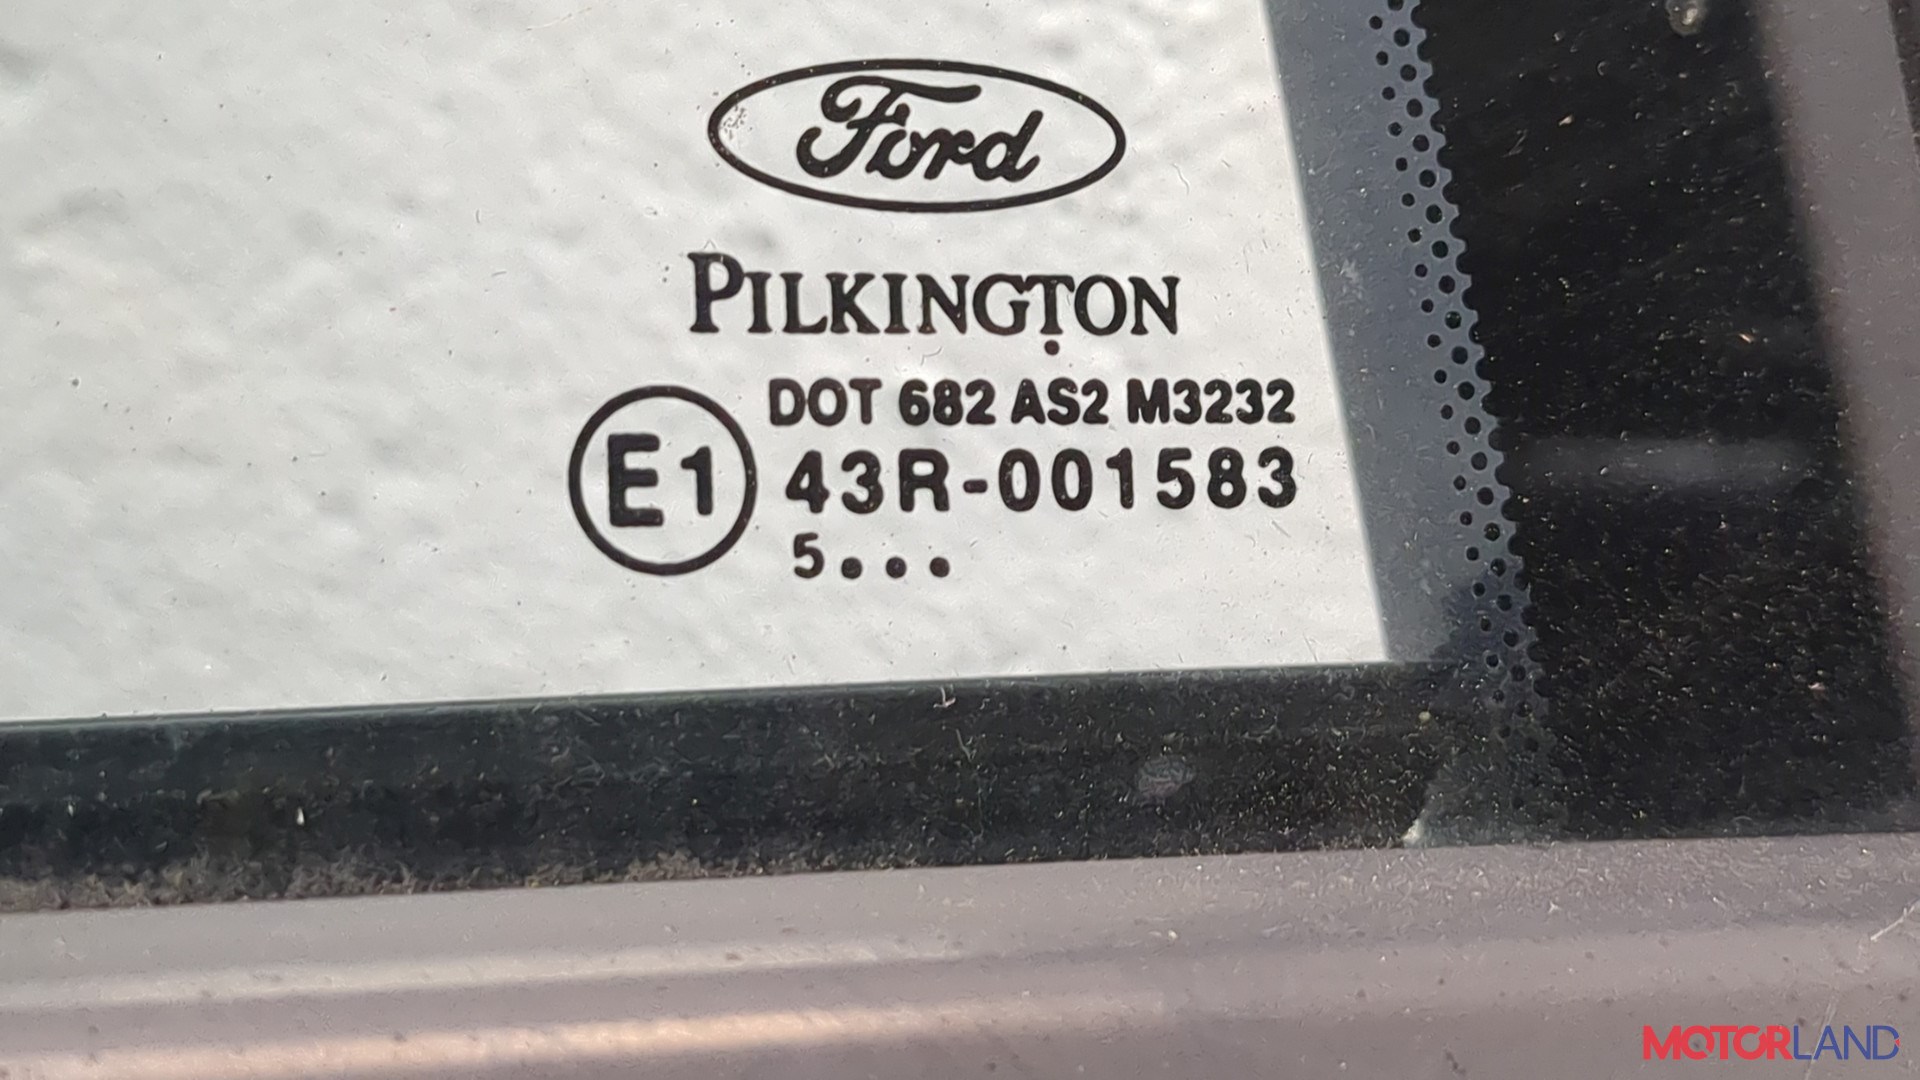 Ford
PILKINGTON
DOT 682 AS2 M3232
E1 43R-001583
5...
MOTORLAND